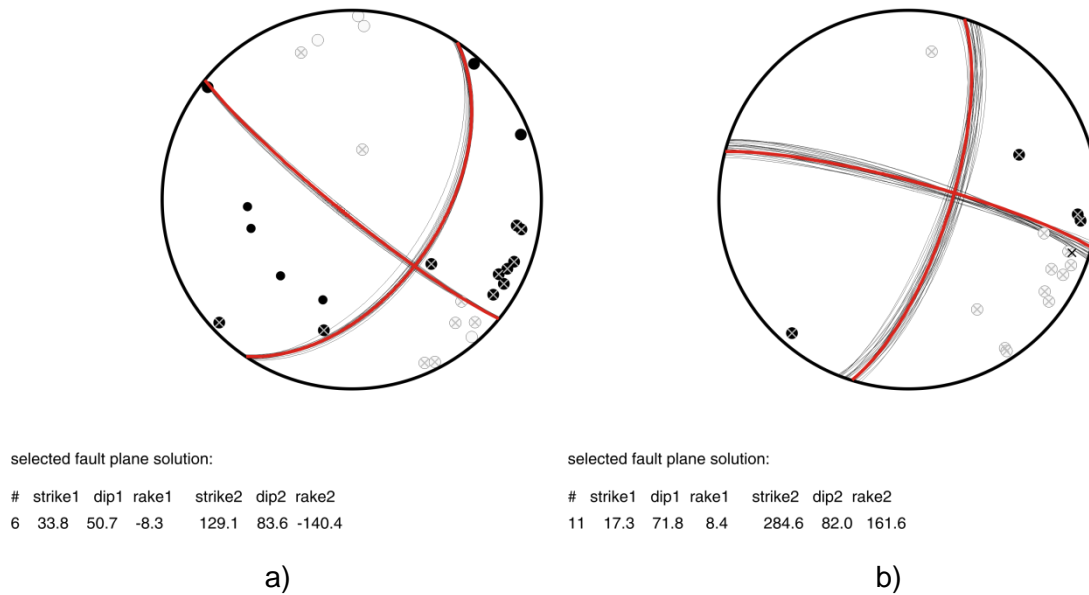 selected fault plane solution:
# strike1 dip1 rake1 strike2 dip2 rake2
6 33.8 50.7 -8.3 129.1 83.6 -140.4
a)
selected fault plane solution:
# strike1 dip1 rake1 strike2 dip2 rake2
11 17.3 71.8 8.4 284.6 82.0 161.6
b)